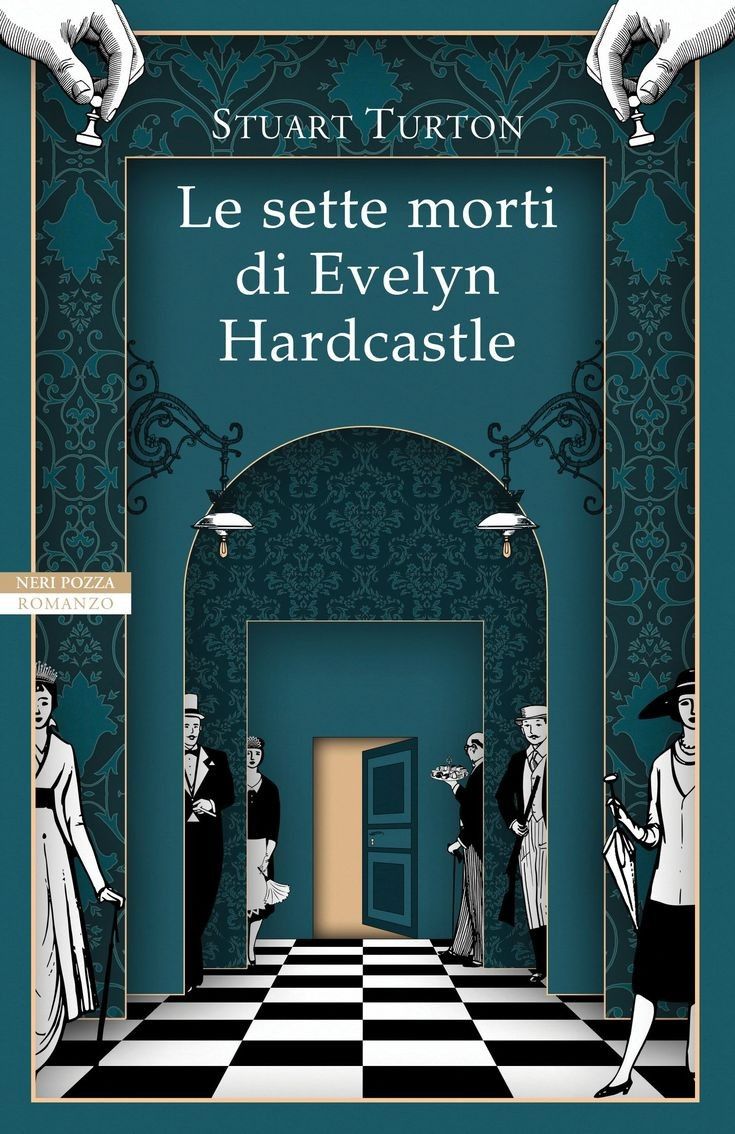 STUART TURTON
Le sette morti
di Evelyn
Hardcastle
NERI POZZA
ROMANZO